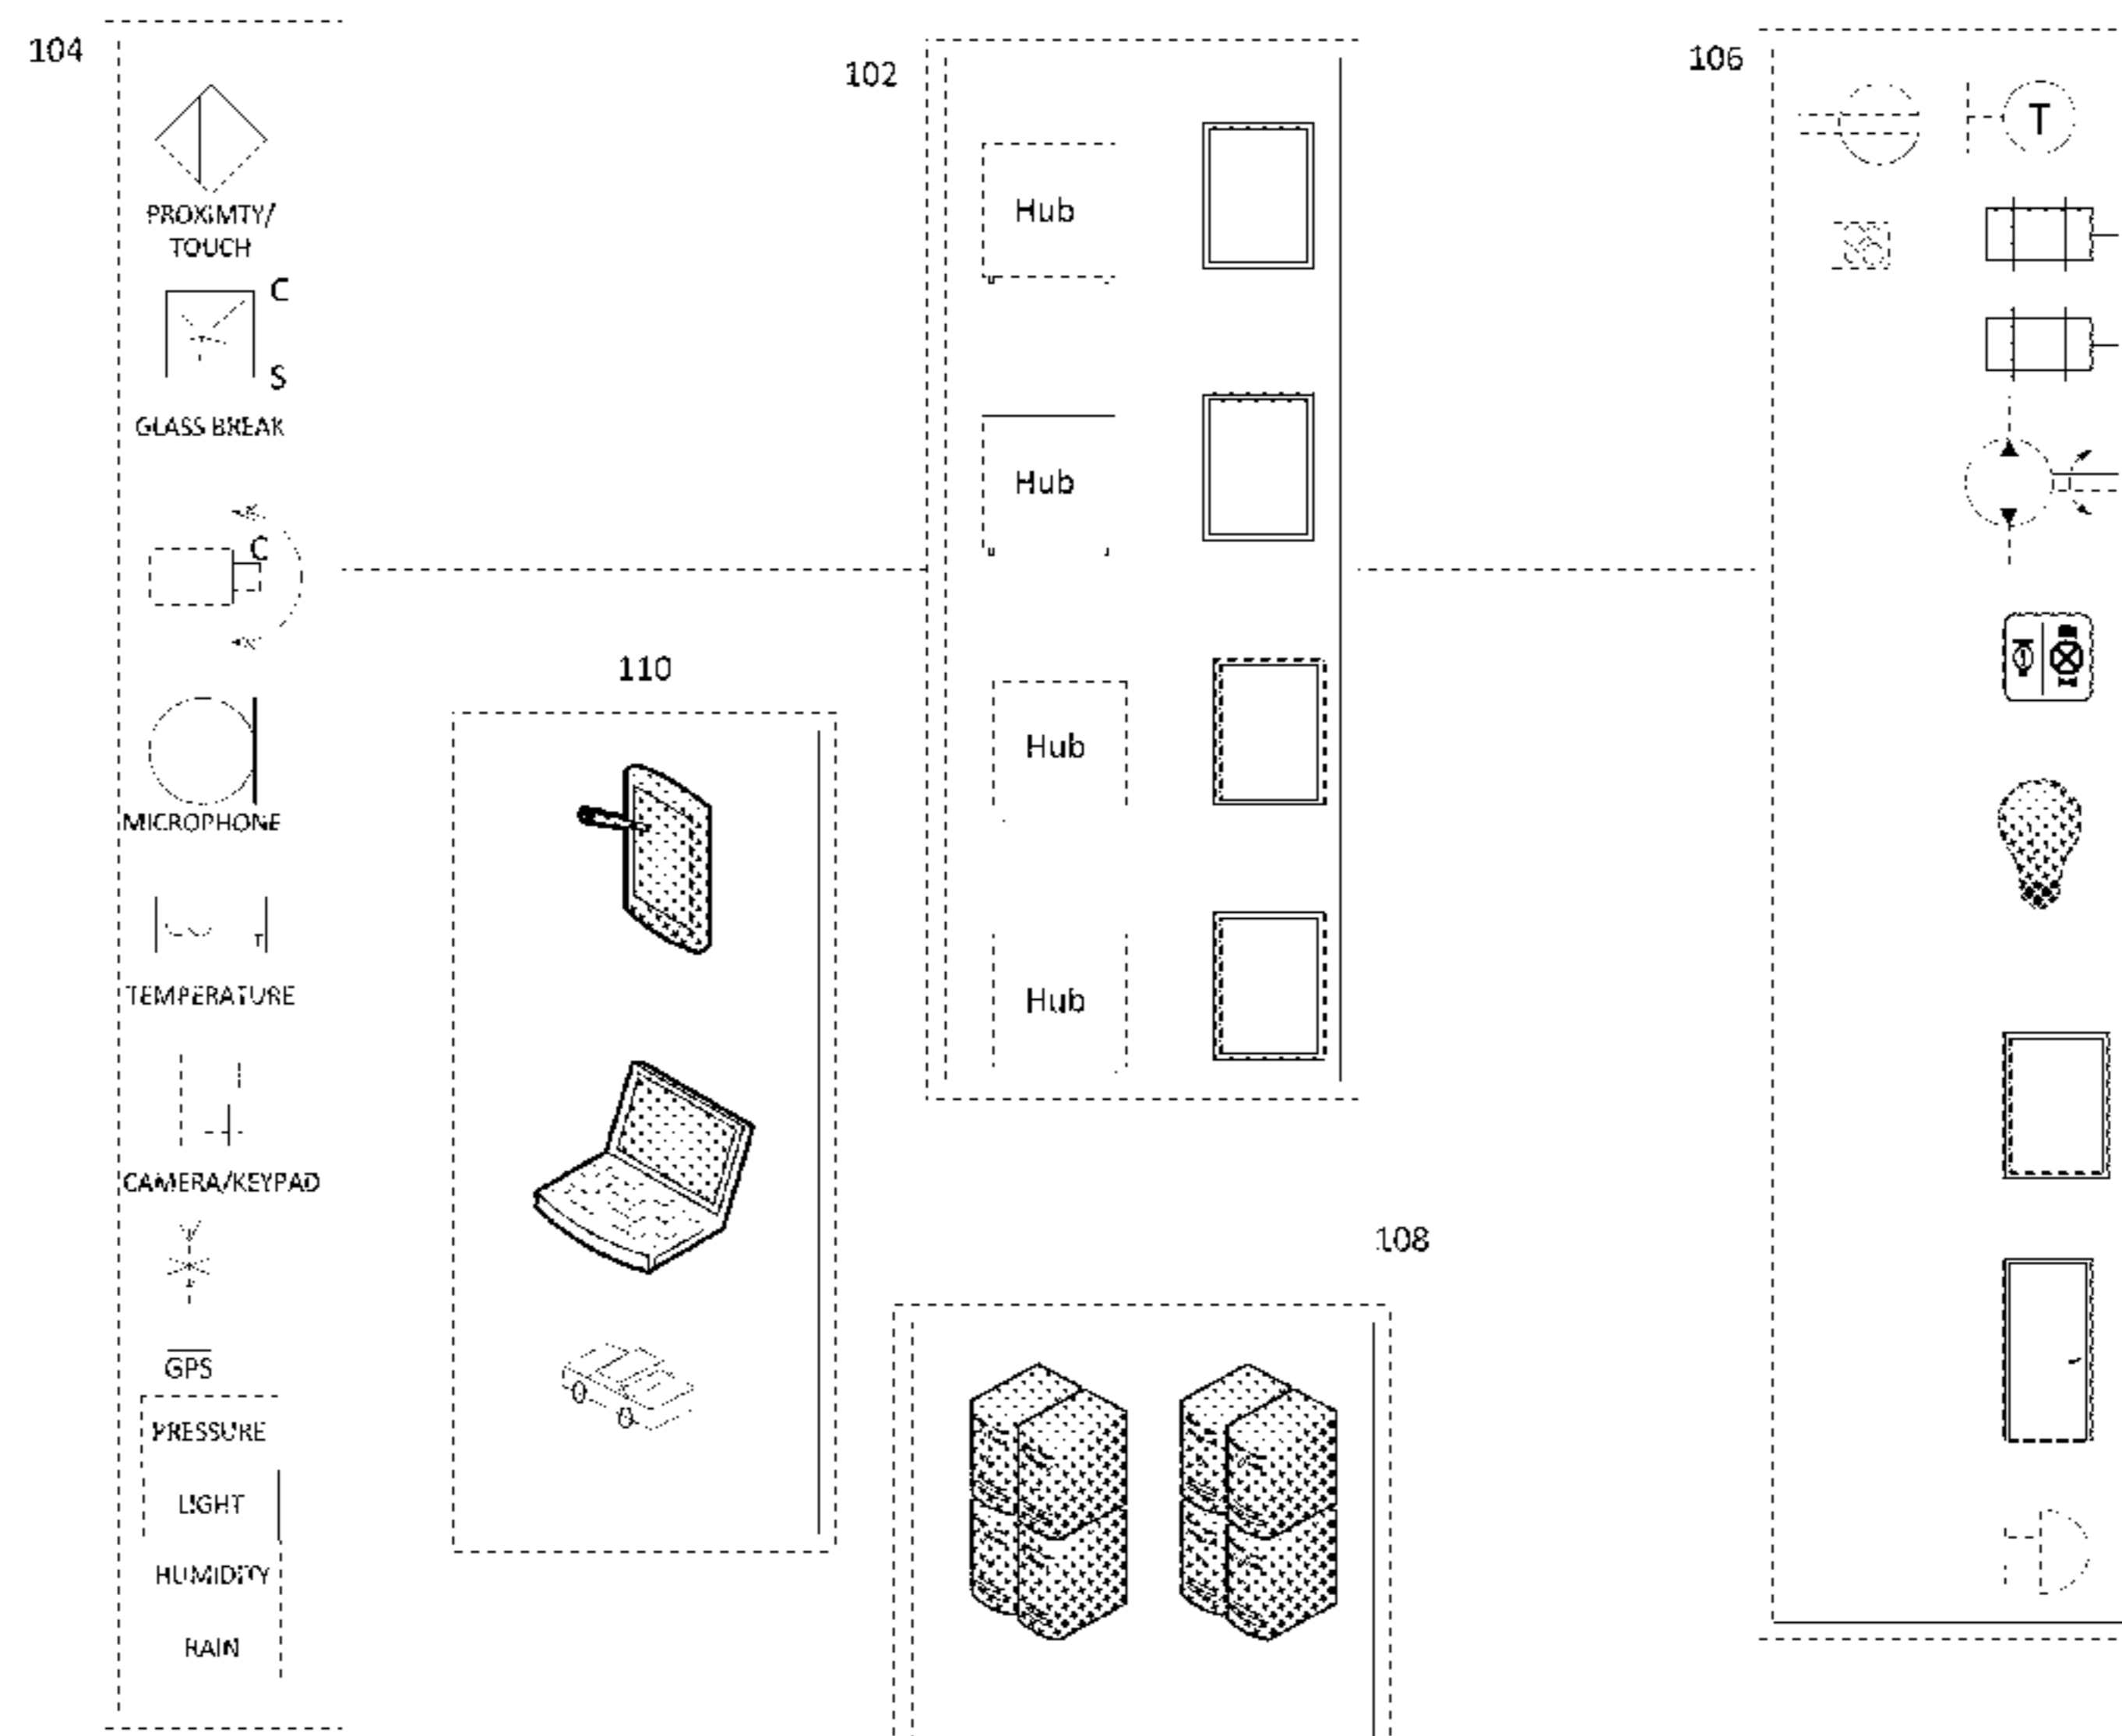 104
PROXIMTY/
TOUCH
C
S
GLASS BREAK
C
MICROPHONE
T
TEMPERATURE
CAMERA/KEYPAD
GPS
PRESSURE
LIGHT
HUMIDITY
RAIN
110
102
Hub
Hub
Hub
Hub
108
106
T